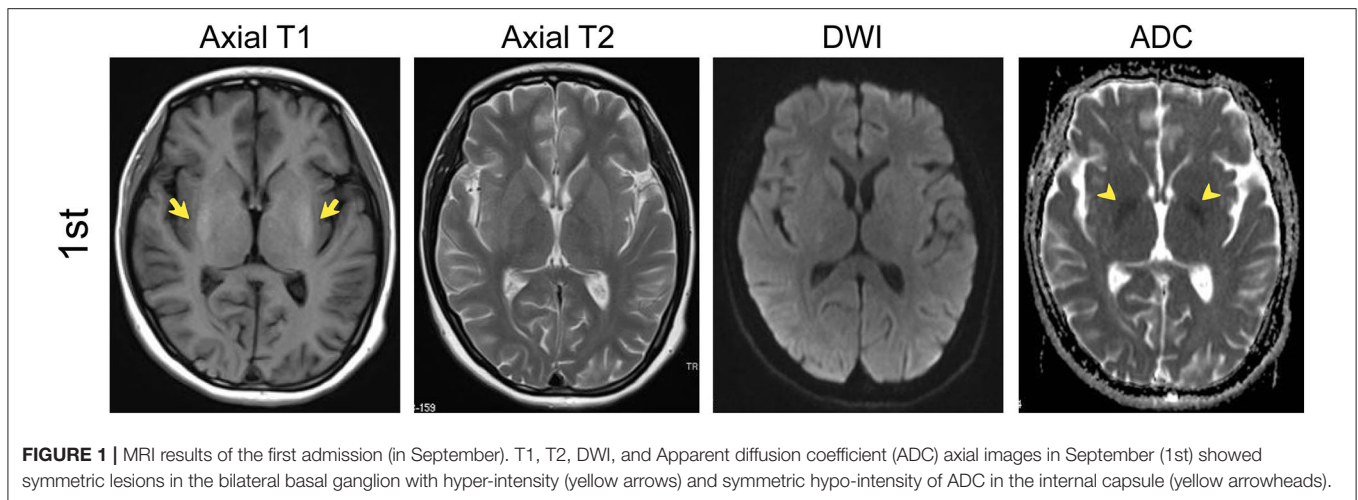 Axial T1 Axial T2 DWI ADC
1st
TR
-159
FIGURE 1 | MRI results of the first admission (in September). T1, T2, DWI, and Apparent diffusion coefficient (ADC) axial images in September (1st) showed
symmetric lesions in the bilateral basal ganglion with hyper-intensity (yellow arrows) and symmetric hypo-intensity of ADC in the internal capsule (yellow arrowheads).